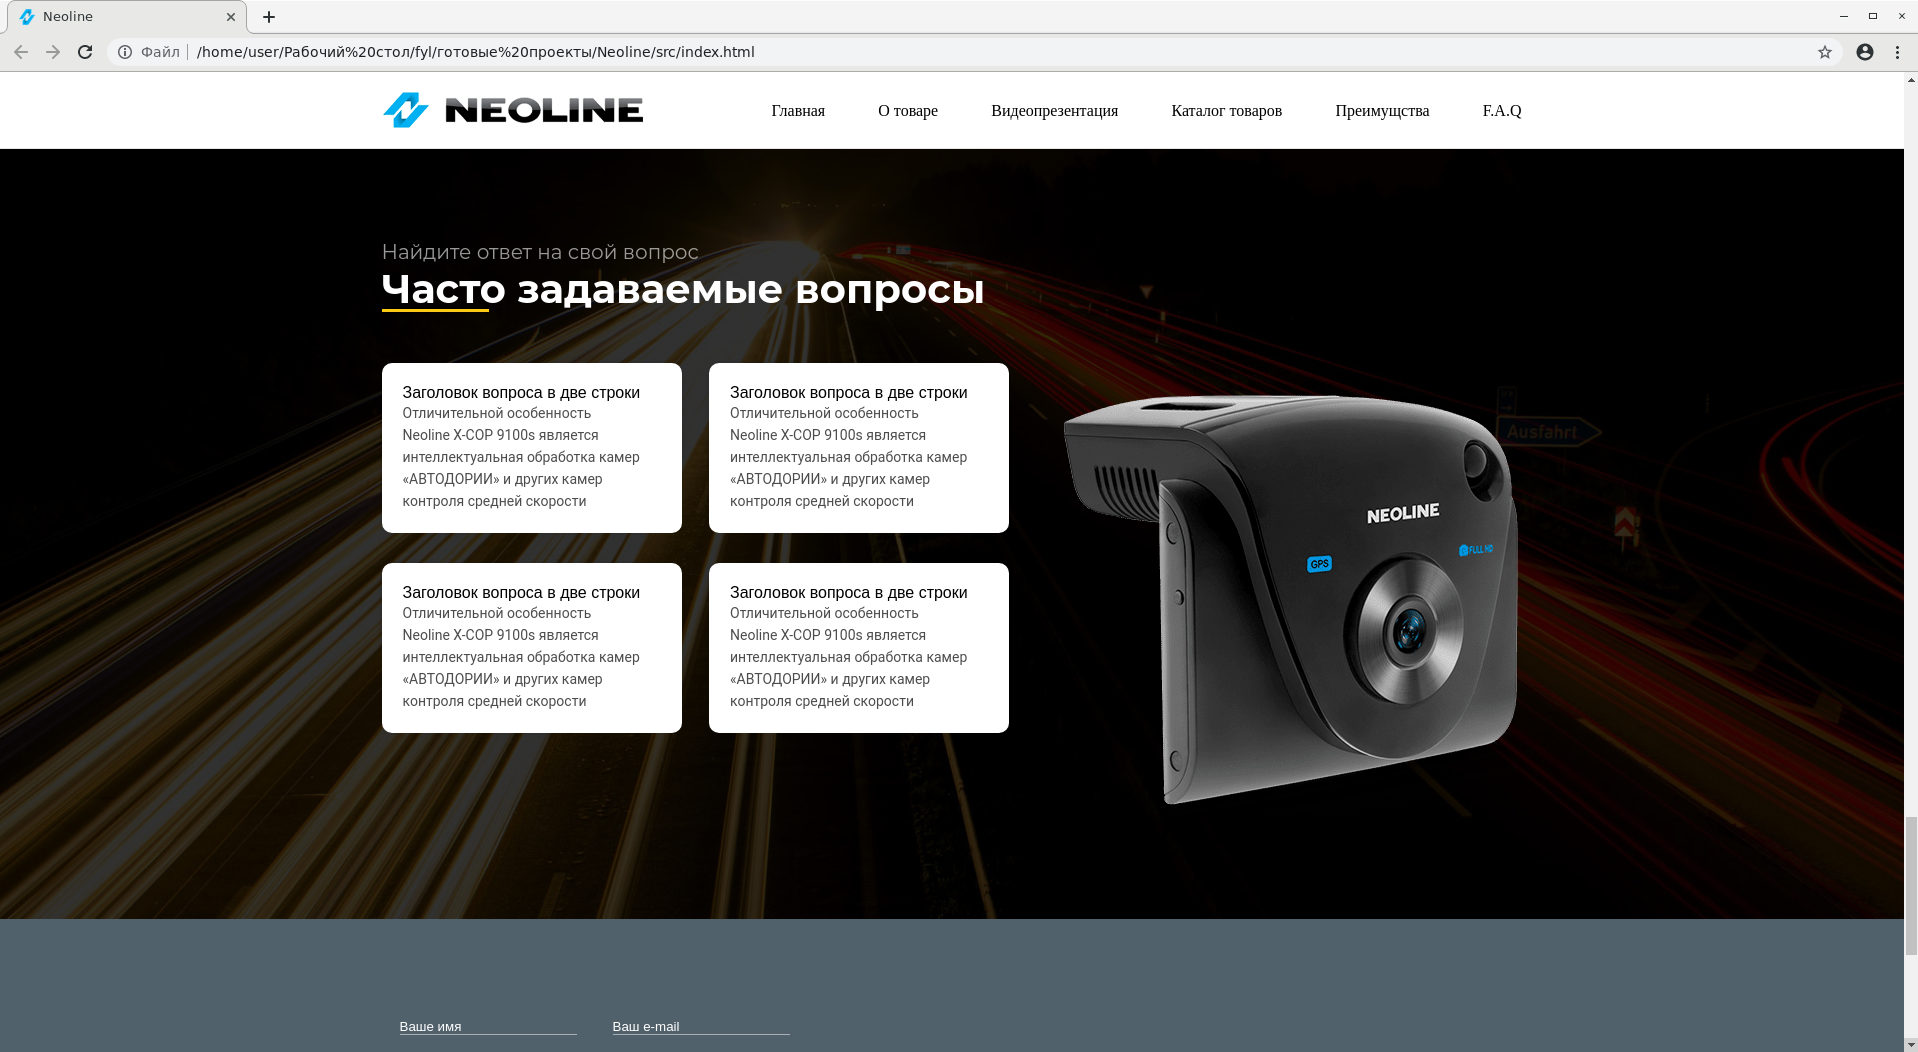 Neoline
Файл /home/user/Рабочий%20стол/fyl/готовые%20проекты/Neoline/src/index.html
NEOLINE Главная О товаре Видеопрезентация Каталог товаров Преимущства F.A.Q
Найдите ответ на свой вопрос
Часто задаваемые вопросы
Заголовок вопроса в две строки
Отличительной особенность
Neoline X-COP 9100s является
интеллектуальная обработка камер
«АВТОДОРИИ» и других камер
контроля средней скорости
Заголовок вопроса в две строки
Отличительной особенность
Neoline X-COP 9100s является
интеллектуальная обработка камер
«АВТОДОРИИ» и других камер
контроля средней скорости
Заголовок вопроса в две строки
Отличительной особенность
Neoline X-COP 9100s является
интеллектуальная обработка камер
«АВТОДОРИИ» и других камер
контроля средней скорости
Заголовок вопроса в две строки
Отличительной особенность
Neoline X-COP 9100s является
интеллектуальная обработка камер
«АВТОДОРИИ» и других камер
контроля средней скорости
Ausfahrt
NEOLINE
FULL HD
GPS
Ваше имя Ваш e-mail